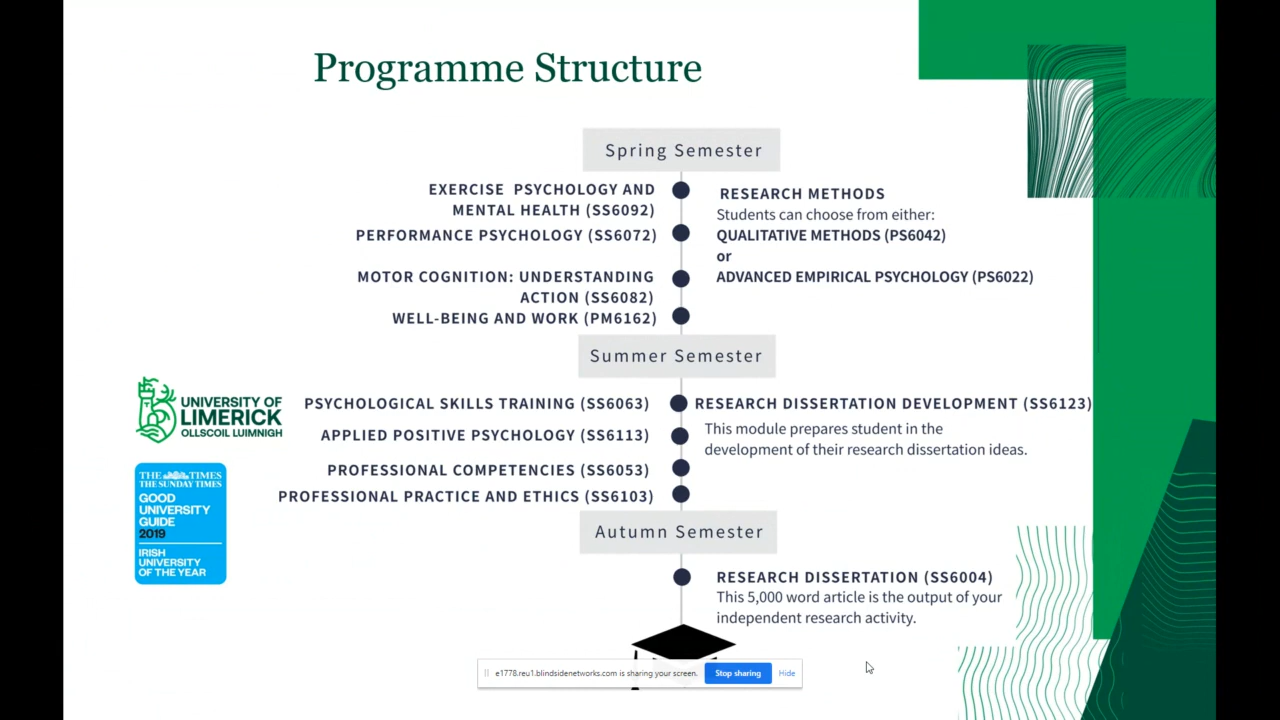 Programme Structure
Spring Semester
EXERCISE PSYCHOLOGY AND
MENTAL HEALTH (SS6092)
PERFORMANCE PSYCHOLOGY (SS6072)
MOTOR COGNITION: UNDERSTANDING
ACTION (SS6082)
WELL-BEING AND WORK (PM6162)
RESEARCH METHODS
Students can choose from either:
QUALITATIVE METHODS (PS6042)
or
ADVANCED EMPIRICAL PSYCHOLOGY (PS6022)
Summer Semester
PSYCHOLOGICAL SKILLS TRAINING (SS6063)
APPLIED POSITIVE PSYCHOLOGY (SS6113)
PROFESSIONAL COMPETENCIES (SS6053)
PROFESSIONAL PRACTICE AND ETHICS (SS6103)
RESEARCH DISSERTATION DEVELOPMENT (SS6123)
This module prepares student in the
development of their research dissertation ideas.
Autumn Semester
RESEARCH DISSERTATION (SS6004)
This 5,000 word article is the output of your
independent research activity.
UNIVERSITY OF
LIMERICK
OLLSCOIL LUIMNIGH
THE TIMES
THE SUNDAY TIMES
GOOD
UNIVERSITY
GUIDE
2019
IRISH
UNIVERSITY
OF THE YEAR
e1778.reu1.blindsidenetworks.com is sharing your screen. Stop sharing Hide